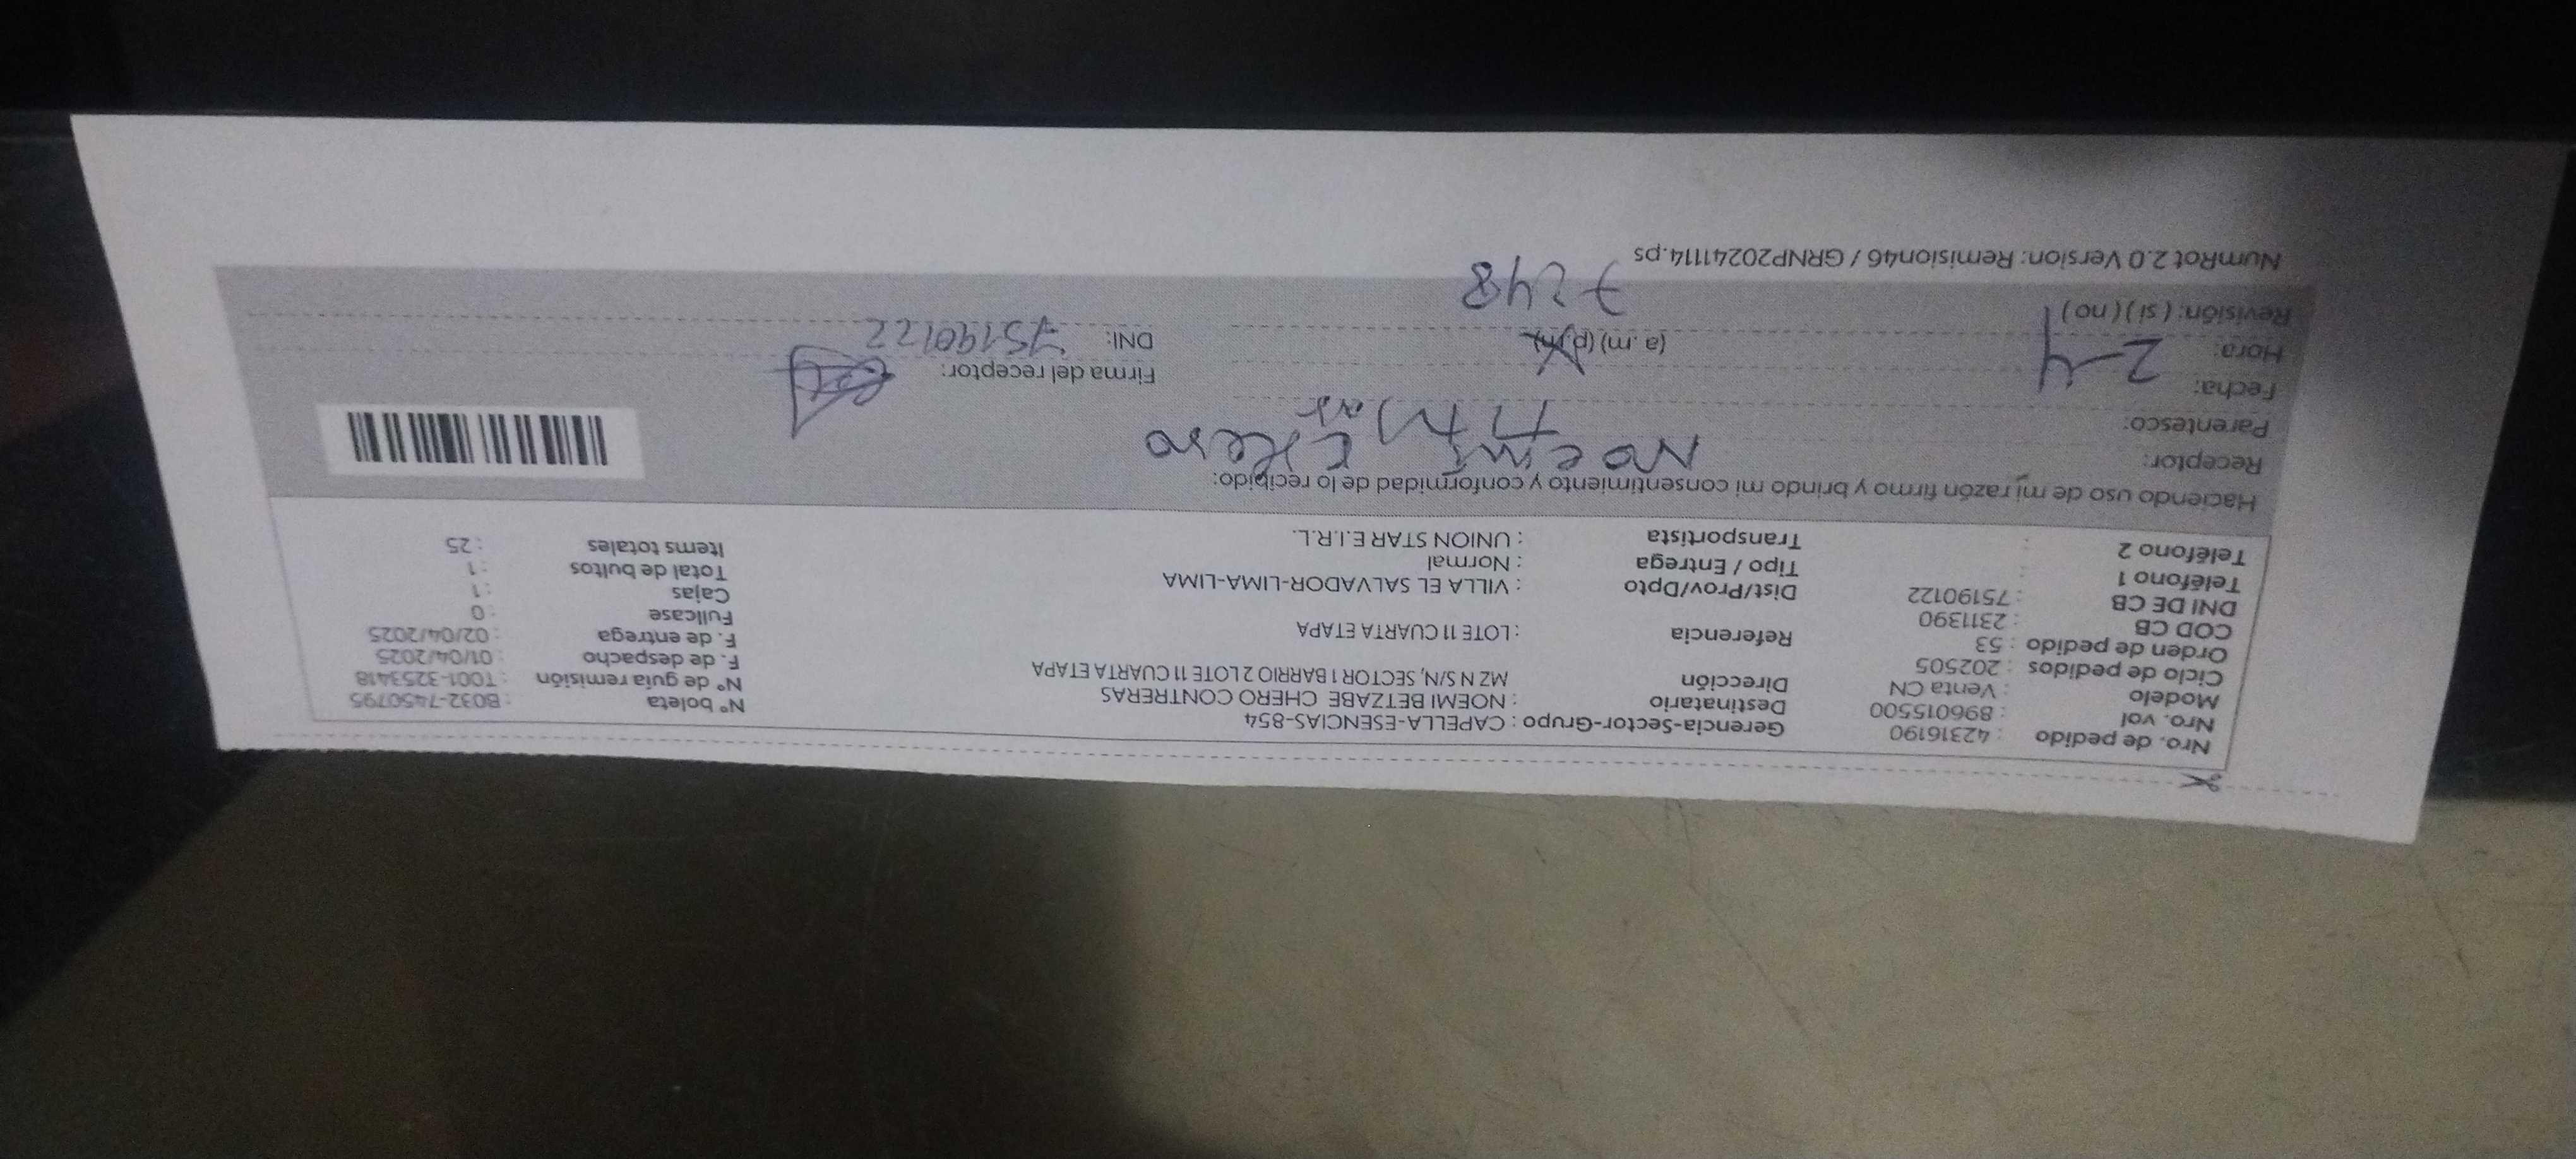 Nro. de pedido : 42316190
Nro. vol : 896015500
Modelo : Venta CN
Ciclo de pedidos : 202505
Orden de pedido : 53
COD CB : 2311390
DNI DE CB : 75190122
Teléfono 1 :
Teléfono 2 :
Gerencia-Sector-Grupo : CAPELLA-ESENCIAS-854
Destinatario : NOEMI BETZABE CHERO CONTRERAS
Dirección MZ N S/N, SECTOR 1 BARRIO 2 LOTE 11 CUARTA ETAPA
Referencia : LOTE 11 CUARTA ETAPA
Dist/Prov/Dpto : VILLA EL SALVADOR-LIMA-LIMA
Tipo / Entrega : Normal
Transportista : UNION STAR E.I.R.L.
Nº boleta : B032-7450795
Nº de guía remisión : T001-3253418
F. de despacho : 01/04/2025
F. de entrega : 02/04/2025
Fullcase : 0
Cajas : 1
Total de bultos : 1
Items totales : 25
Haciendo uso de mi razón firmo y brindo mi consentimiento y conformidad de lo recibido:
Receptor: Noemi Chero
Parentesco:
Fecha: 2-4
Hora: (a.m) (p.m)
7:48
Revisión: ( si ) ( no )
Firma del receptor:
DNI: 75190122
NumRot 2.0 Version: Remision46 / GRNP20241114.ps